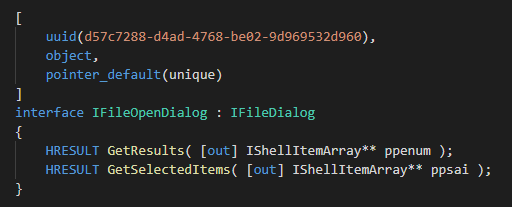 [
    uuid(d57c7288-d4ad-4768-be02-9d969532d960),
    object,
    pointer_default(unique)
]
interface IFileOpenDialog : IFileDialog
{
    HRESULT GetResults( [out] IShellItemArray** ppenum );
    HRESULT GetSelectedItems( [out] IShellItemArray** ppsai );
}